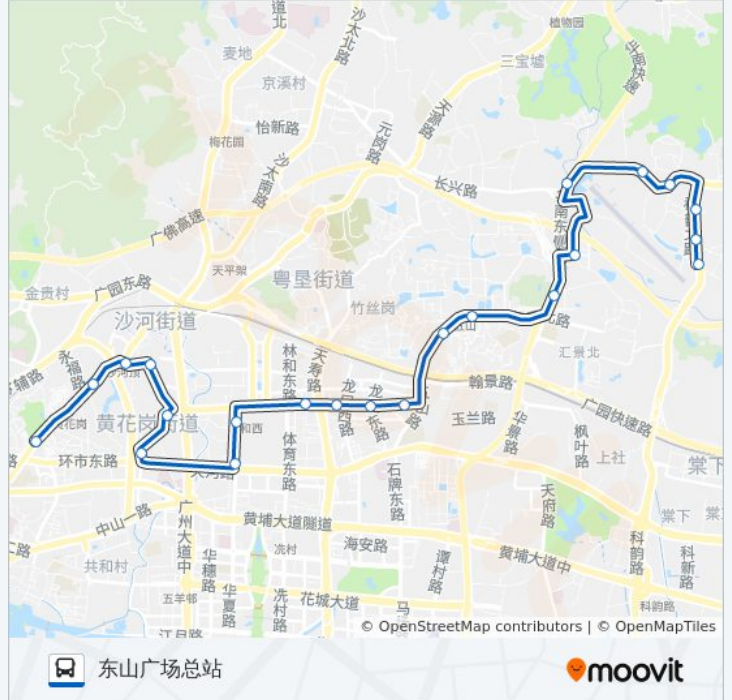 道北
沙太北路
植物园
麦地
三宝墟
华南快速
京溪村
天源路
怡新路
元岗路
梅花园
沙太南路
长兴路
广佛高速
天平架
粤垦街道
广园东路
金贵村
竹丝岗
沙河街道
汇景北
林和东路
天寿路
永福路
翰景路
广园快速路
黄花岗街道
玉兰路
华景路
枫叶路
上社
环市东路
体育东路
石牌东路
棠下
天府路
中山一路
广州大道中
黄埔大道隧道
冼村
海安路
黄埔大道中
科韵路
科新路
共和村
华穗路
谭村路
五羊邨
华夏路
冼村路
花城大道
科韵路
© OpenStreetMap contributors | © OpenMapTiles
东山广场总站
moovit